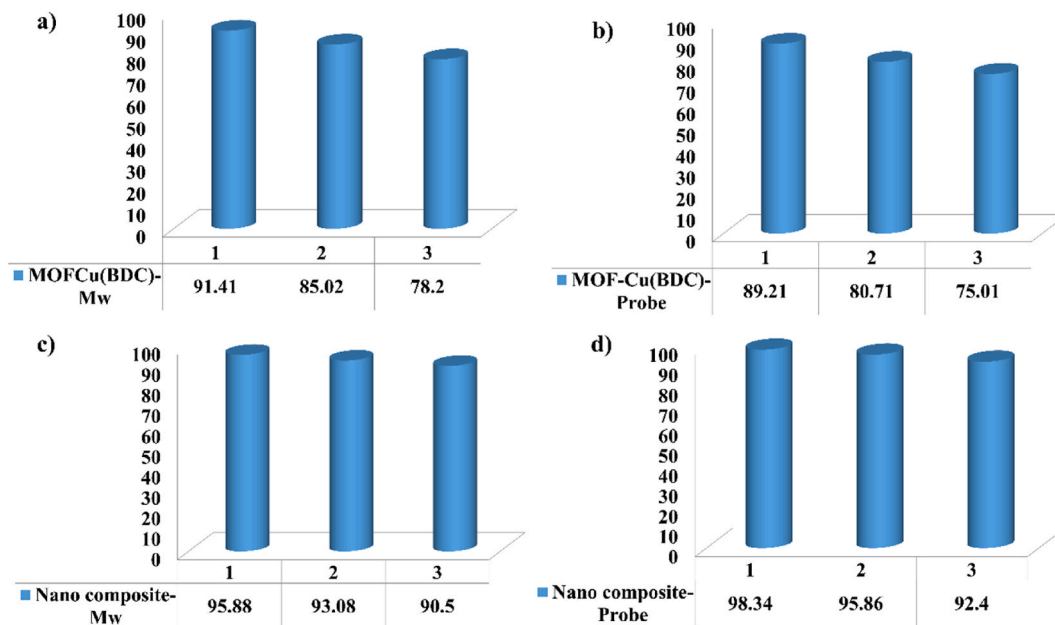 a)
100
90
80
70
60
50
40
30
20
10
0
1 2 3
MOFCu(BDC)-
Mw
91.41 85.02 78.2
b)
100
90
80
70
60
50
40
30
20
10
0
1 2 3
MOF-Cu(BDC)-
Probe
89.21 80.71 75.01
c)
100
90
80
70
60
50
40
30
20
10
0
1 2 3
Nano composite-
Mw
95.88 93.08 90.5
d)
100
90
80
70
60
50
40
30
20
10
0
1 2 3
Nano composite-
Probe
98.34 95.86 92.4